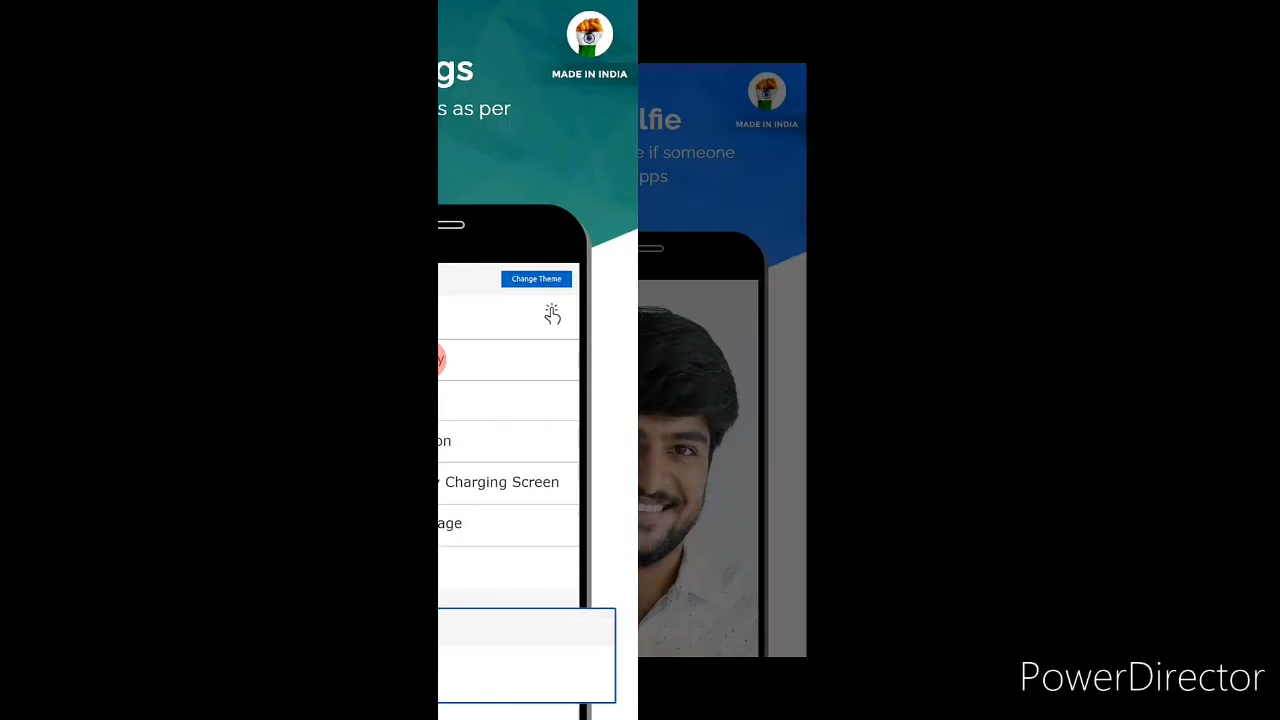 gs
s as per
MADE IN INDIA
Change Theme
y
on
y Charging Screen
age
lfie
e if someone
pps
MADE IN INDIA
PowerDirector